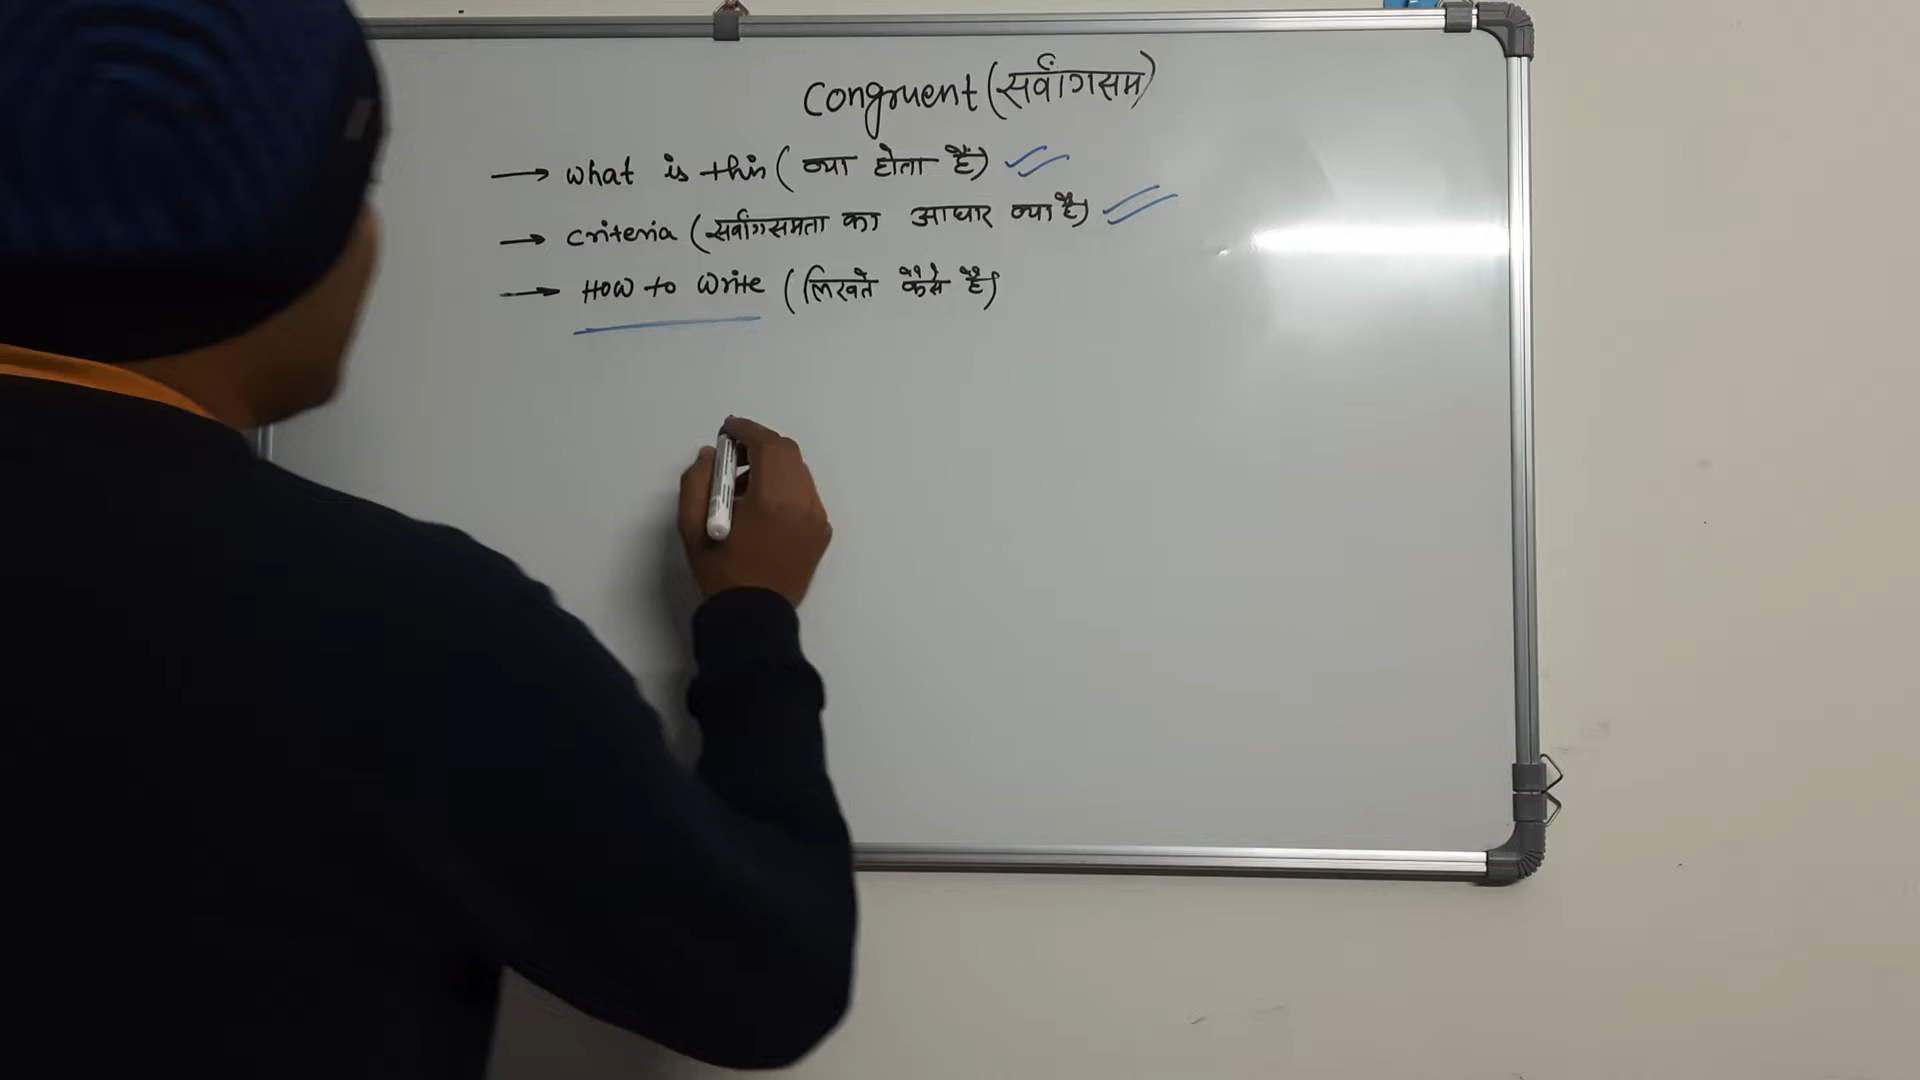 Congruent (सर्वांगसम)
→ what is this ( क्या होता है)
→ criteria (सर्वांगसमता का आधार क्या है)
→ How to write (लिखते कैसे है)